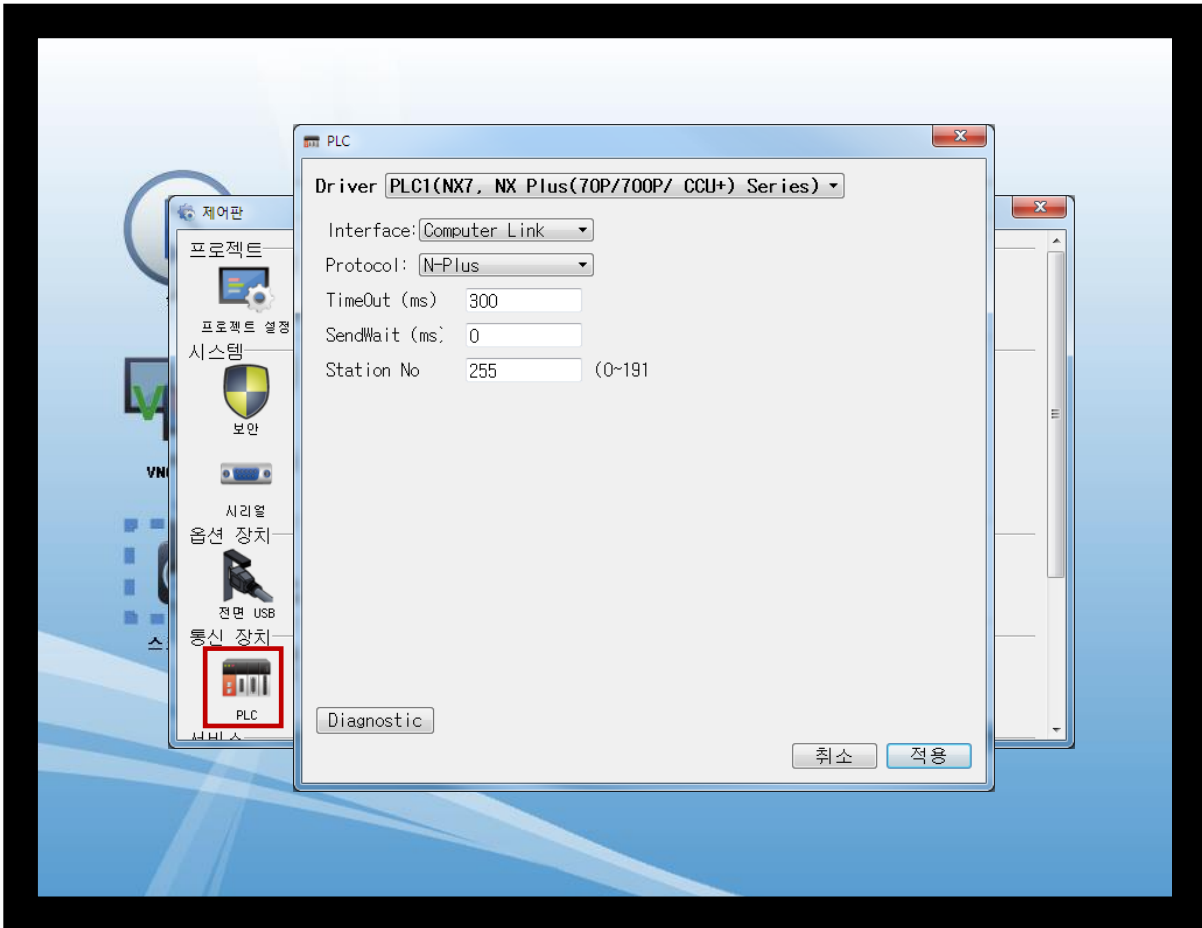 PLC
Driver PLC1(NX7, NX Plus(70P/700P/ CCU+) Series)
Interface: Computer Link
Protocol: N-Plus
TimeOut (ms) 300
SendWait (ms) 0
Station No 255 (0~191
Diagnostic
취소 적용
제어판
프로젝트
프로젝트 설정
시스템
보안
시리얼
옵션 장치
전면 USB
통신 장치
PLC